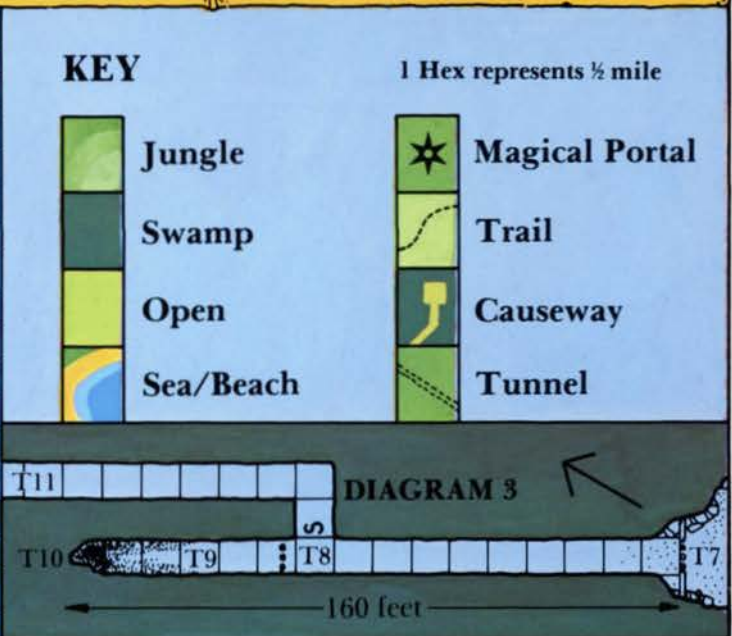 KEY
1 Hex represents ½ mile
Jungle
Magical Portal
Swamp
Trail
Open
Causeway
Sea/Beach
Tunnel
T11
DIAGRAM 3
S
T10
T9
T8
T7
160 feet